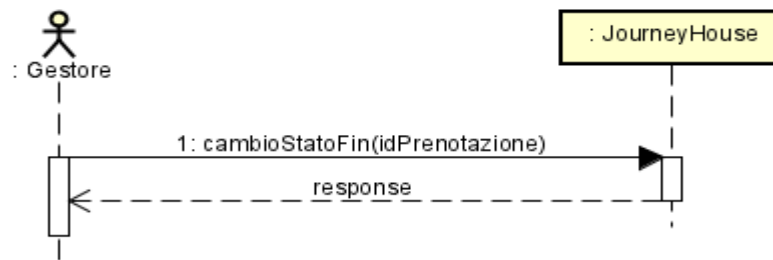 : Gestore
: JourneyHouse
1: cambioStatoFin(idPrenotazione)
response